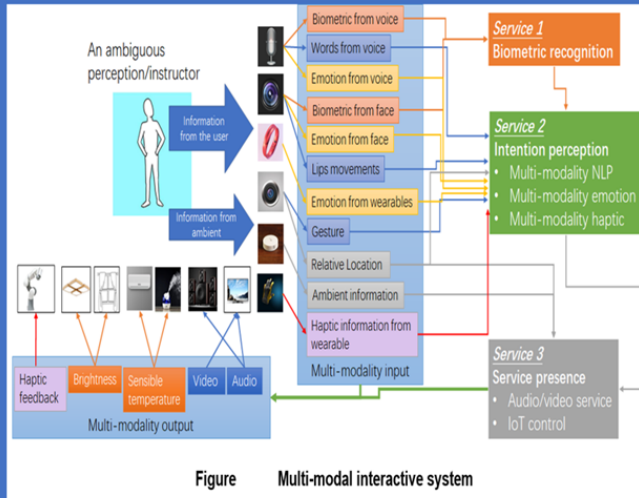 An ambiguous
perception/instructor
Information
from the user
Information from
ambient
Biometric from voice
Words from voice
Emotion from voice
Biometric from face
Emotion from face
Lips movements
Emotion from wearables
Gesture
Relative Location
Ambient information
Haptic information from
wearable
Multi-modality input
Service 1
Biometric recognition
Service 2
Intention perception
• Multi-modality NLP
• Multi-modality emotion
• Multi-modality haptic
Service 3
Service presence
• Audio/video service
• IoT control
Haptic
feedback
Brightness
Sensible
temperature
Video
Audio
Multi-modality output
Figure Multi-modal interactive system